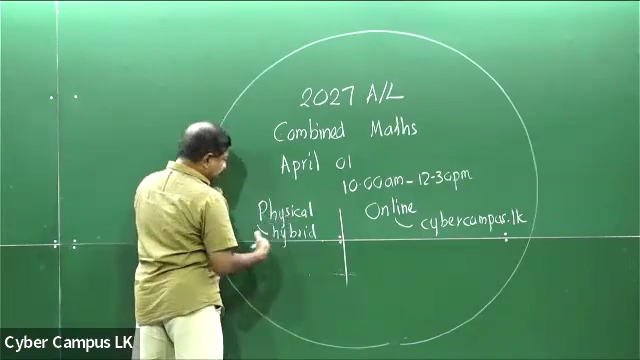 2027 A/L
Combined Maths
April 01
10.00am - 12.30pm
Physical
hybrid
Online
cybercampus.lk
Cyber Campus LK